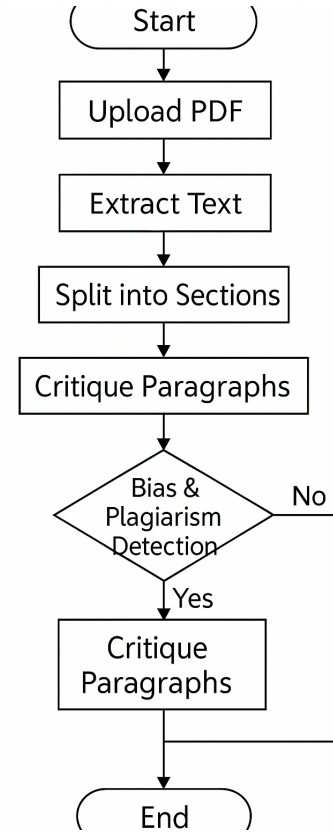 Start
Upload PDF
Extract Text
Split into Sections
Critique Paragraphs
Bias &
Plagiarism
Detection
No
Yes
Critique
Paragraphs
End